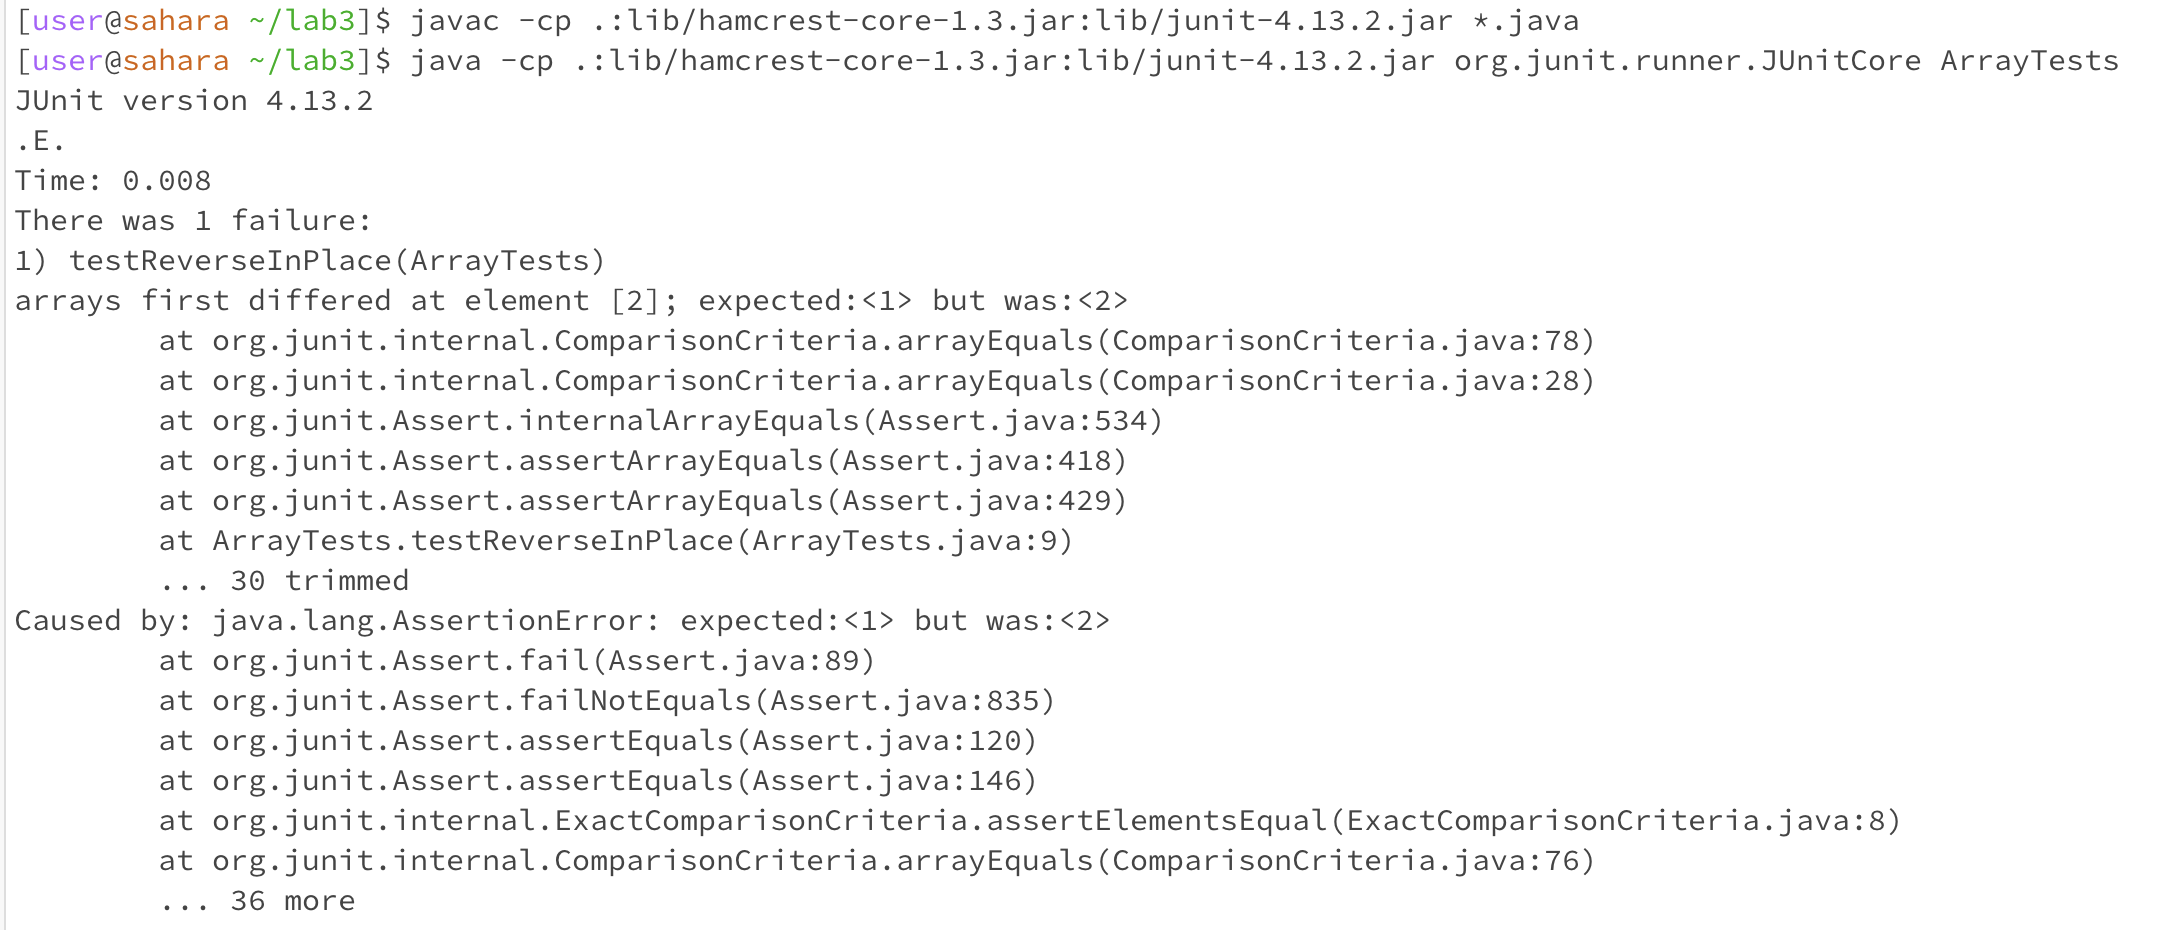 [user@sahara ~/lab3]$ javac -cp .:lib/hamcrest-core-1.3.jar:lib/junit-4.13.2.jar *.java
[user@sahara ~/lab3]$ java -cp .:lib/hamcrest-core-1.3.jar:lib/junit-4.13.2.jar org.junit.runner.JUnitCore ArrayTests
JUnit version 4.13.2
.E.
Time: 0.008
There was 1 failure:
1) testReverseInPlace(ArrayTests)
arrays first differed at element [2]; expected:<1> but was:<2>
        at org.junit.internal.ComparisonCriteria.arrayEquals(ComparisonCriteria.java:78)
        at org.junit.internal.ComparisonCriteria.arrayEquals(ComparisonCriteria.java:28)
        at org.junit.Assert.internalArrayEquals(Assert.java:534)
        at org.junit.Assert.assertArrayEquals(Assert.java:418)
        at org.junit.Assert.assertArrayEquals(Assert.java:429)
        at ArrayTests.testReverseInPlace(ArrayTests.java:9)
        ... 30 trimmed
Caused by: java.lang.AssertionError: expected:<1> but was:<2>
        at org.junit.Assert.fail(Assert.java:89)
        at org.junit.Assert.failNotEquals(Assert.java:835)
        at org.junit.Assert.assertEquals(Assert.java:120)
        at org.junit.Assert.assertEquals(Assert.java:146)
        at org.junit.internal.ExactComparisonCriteria.assertElementsEqual(ExactComparisonCriteria.java:8)
        at org.junit.internal.ComparisonCriteria.arrayEquals(ComparisonCriteria.java:76)
        ... 36 more